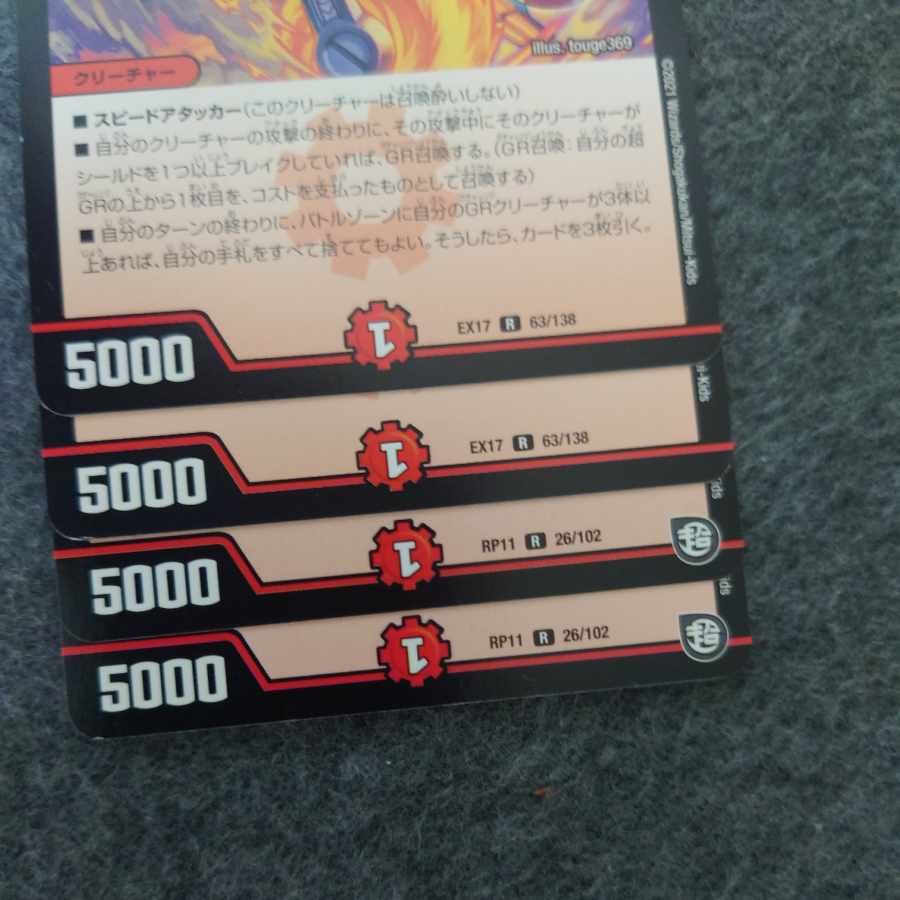 illus. touge369
クリーチャー
■ スピードアタッカー(このクリーチャーは召喚酔いしない)
■ 自分のクリーチャーの攻撃の終わりに、その攻撃中にそのクリーチャーが
シールドを1つ以上ブレイクしていれば、GR召喚する。(GR召喚:自分の超
GRの上から1枚目を、コストを支払ったものとして召喚する)
■ 自分のターンの終わりに、バトルゾーンに自分のGRクリーチャーが3体以
上あれば、自分の手札をすべて捨ててもよい。そうしたら、カードを3枚引く。
©2021 Wizards/Shogakukan/Mitsui-Kids
5000 1 EX17 R 63/138
i-Kids
5000 1 EX17 R 63/138
ids
5000 1 RP11 R 26/102
ids
5000 1 RP11 R 26/102